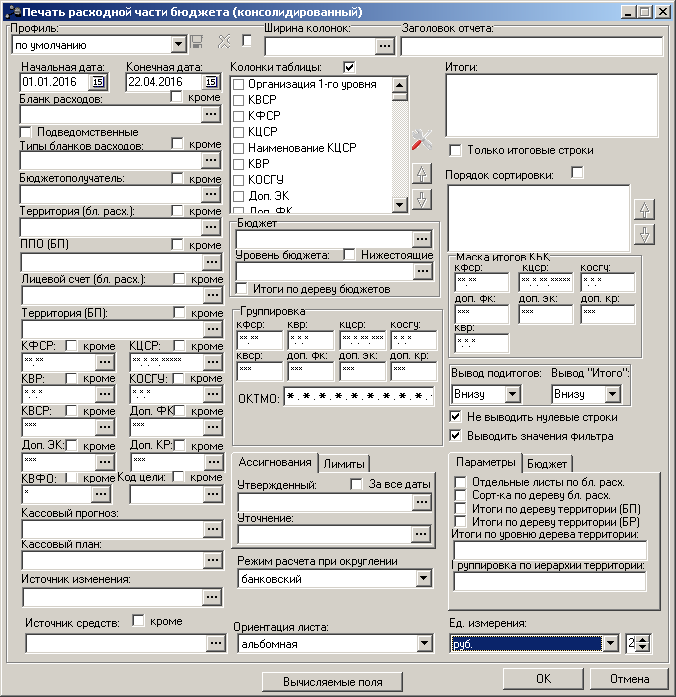 Печать расходной части бюджета (консолидированный)
Профиль:
по умолчанию
Ширина колонок:
Заголовок отчета:
Начальная дата:
Конечная дата:
01.01.2016
15
22.04.2016
15
Бланк расходов:
кроме
Подведомственные
Типы бланков расходов:
кроме
Бюджетополучатель:
кроме
Территория (бл. расх.):
кроме
ППО (БП)
кроме
Лицевой счет (бл. расх.):
кроме
Территория (БП):
кроме
КФСР:
кроме
КЦСР:
кроме
**.**
**.*.**.*****
КВР:
кроме
КОСГУ:
кроме
*.*.*
*.*.*
КВСР:
кроме
Доп. ФК:
кроме
***
***
Доп. ЭК:
кроме
Доп. КР:
кроме
***
***
КВФО:
кроме
Код цели:
кроме
*
Кассовый прогноз:
Кассовый план:
Источник изменения:
Источник средств:
кроме
Колонки таблицы:
Организация 1-го уровня
КВСР
КФСР
КЦСР
Наименование КЦСР
КВР
КОСГУ
Доп. ЭК
Доп. ФК
Бюджет
Уровень бюджета:
Нижестоящие
Итоги по дереву бюджетов
Группировка
кфср:
квр:
кцср:
косгу:
**.**
*.*.*
**.*.**.*****
*.*.*
квср:
доп. фк:
доп. эк:
доп. кр:
***
***
***
***
ОКТМО:
*.*.*.*.*.*.*.*.*.
Ассигнования
Лимиты
Утвержденный:
За все даты
Уточнение:
Режим расчета при округлении
банковский
Ориентация листа:
альбомная
Итоги:
Только итоговые строки
Порядок сортировки:
Маска итогов КБК
кфср:
кцср:
косгу:
**.**
**.*.**.*****
*.*.*
доп. фк:
доп. эк:
доп. кр:
***
***
***
квр:
*.*.*
Вывод подитогов:
Вывод "Итого":
Внизу
Внизу
Не выводить нулевые строки
Выводить значения фильтра
Параметры
Бюджет
Отдельные листы по бл. расх.
Сорт-ка по дереву бл. расх.
Итоги по дереву территории (БП)
Итоги по дереву территории (БР)
Итоги по уровню дерева территории:
Группировка по иерархии территории:
Ед. измерения:
руб.
2
Вычисляемые поля
OK
Отмена